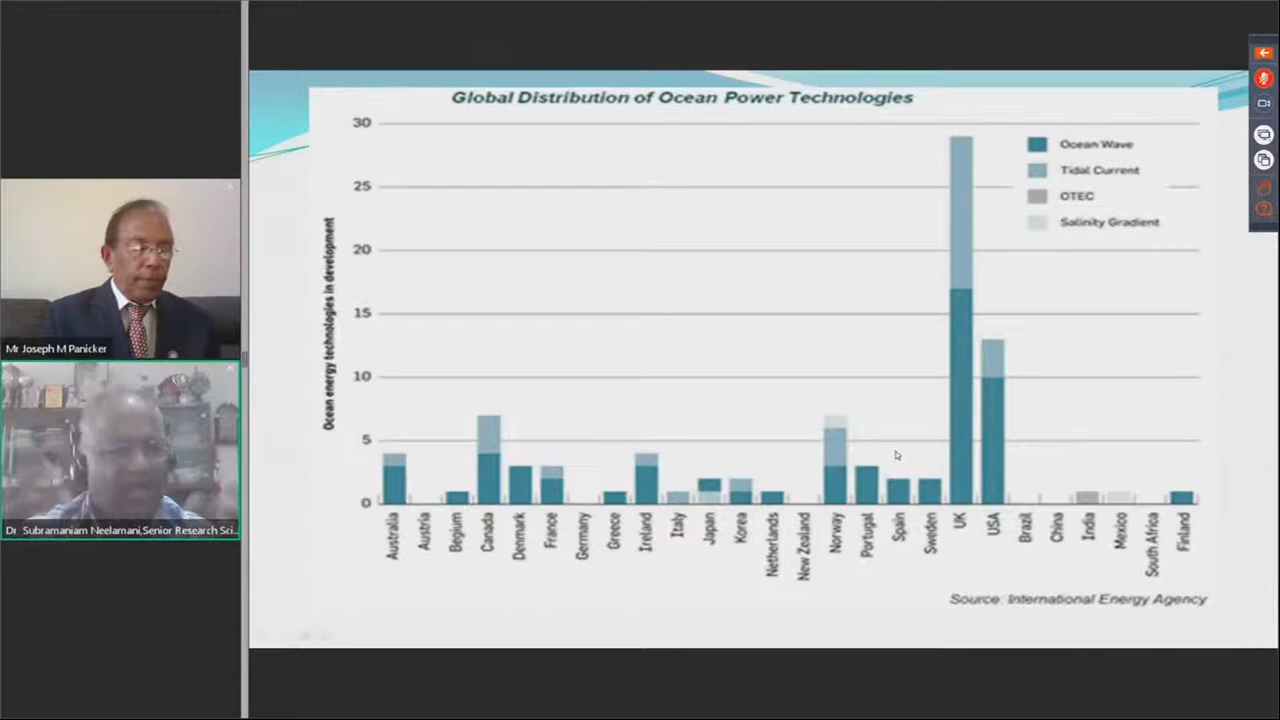 Global Distribution of Ocean Power Technologies
30
25
20
15
10
5
0
Ocean energy technologies in development
Ocean Wave
Tidal Current
OTEC
Salinity Gradient
Australia
Austria
Begium
Canada
Denmark
France
Germany
Greece
Ireland
Italy
Japan
Korea
Netherlands
New Zealand
Norway
Portugal
Spain
Sweden
UK
USA
Brazil
China
India
Mexico
South Africa
Finland
Source: International Energy Agency
Mr Joseph M Panicker
Dr Subramaniam Neelamani,Senior Research Sci...